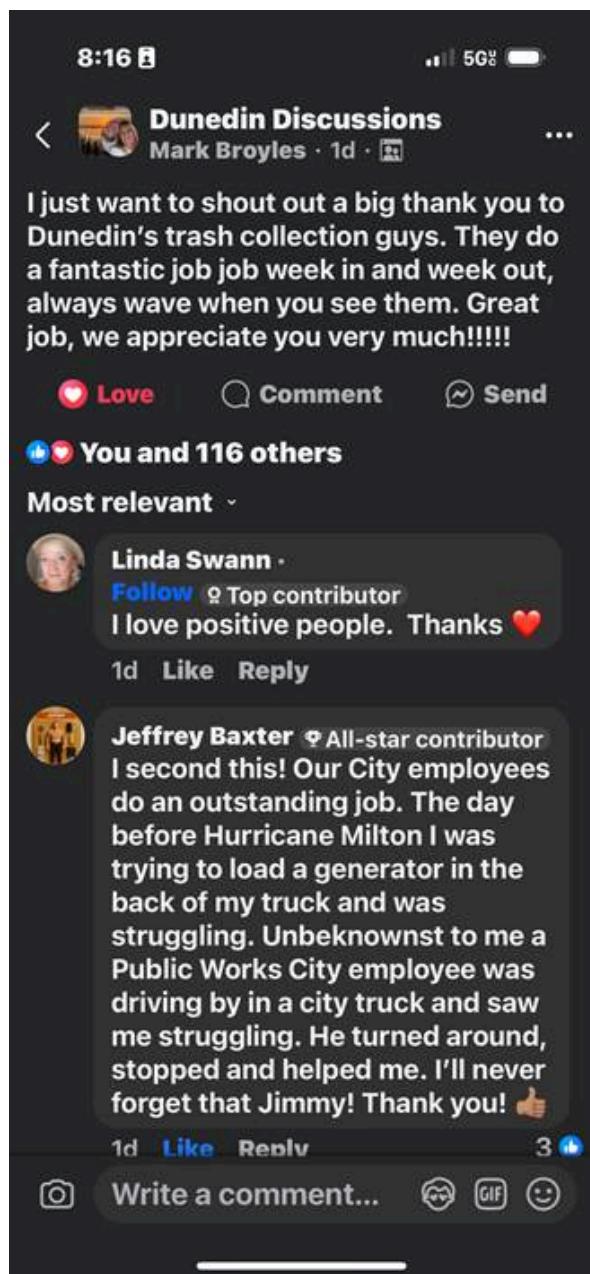 8:16
5G
Dunedin Discussions
Mark Broyles · 1d ·
I just want to shout out a big thank you to
Dunedin’s trash collection guys. They do
a fantastic job job week in and week out,
always wave when you see them. Great
job, we appreciate you very much!!!!!
Love Comment Send
You and 116 others
Most relevant
Linda Swann ·
Follow Top contributor
I love positive people. Thanks ❤️
1d Like Reply
Jeffrey Baxter All-star contributor
I second this! Our City employees
do an outstanding job. The day
before Hurricane Milton I was
trying to load a generator in the
back of my truck and was
struggling. Unbeknownst to me a
Public Works City employee was
driving by in a city truck and saw
me struggling. He turned around,
stopped and helped me. I’ll never
forget that Jimmy! Thank you! 👍🏽
1d Like Reply 3
Write a comment... GIF